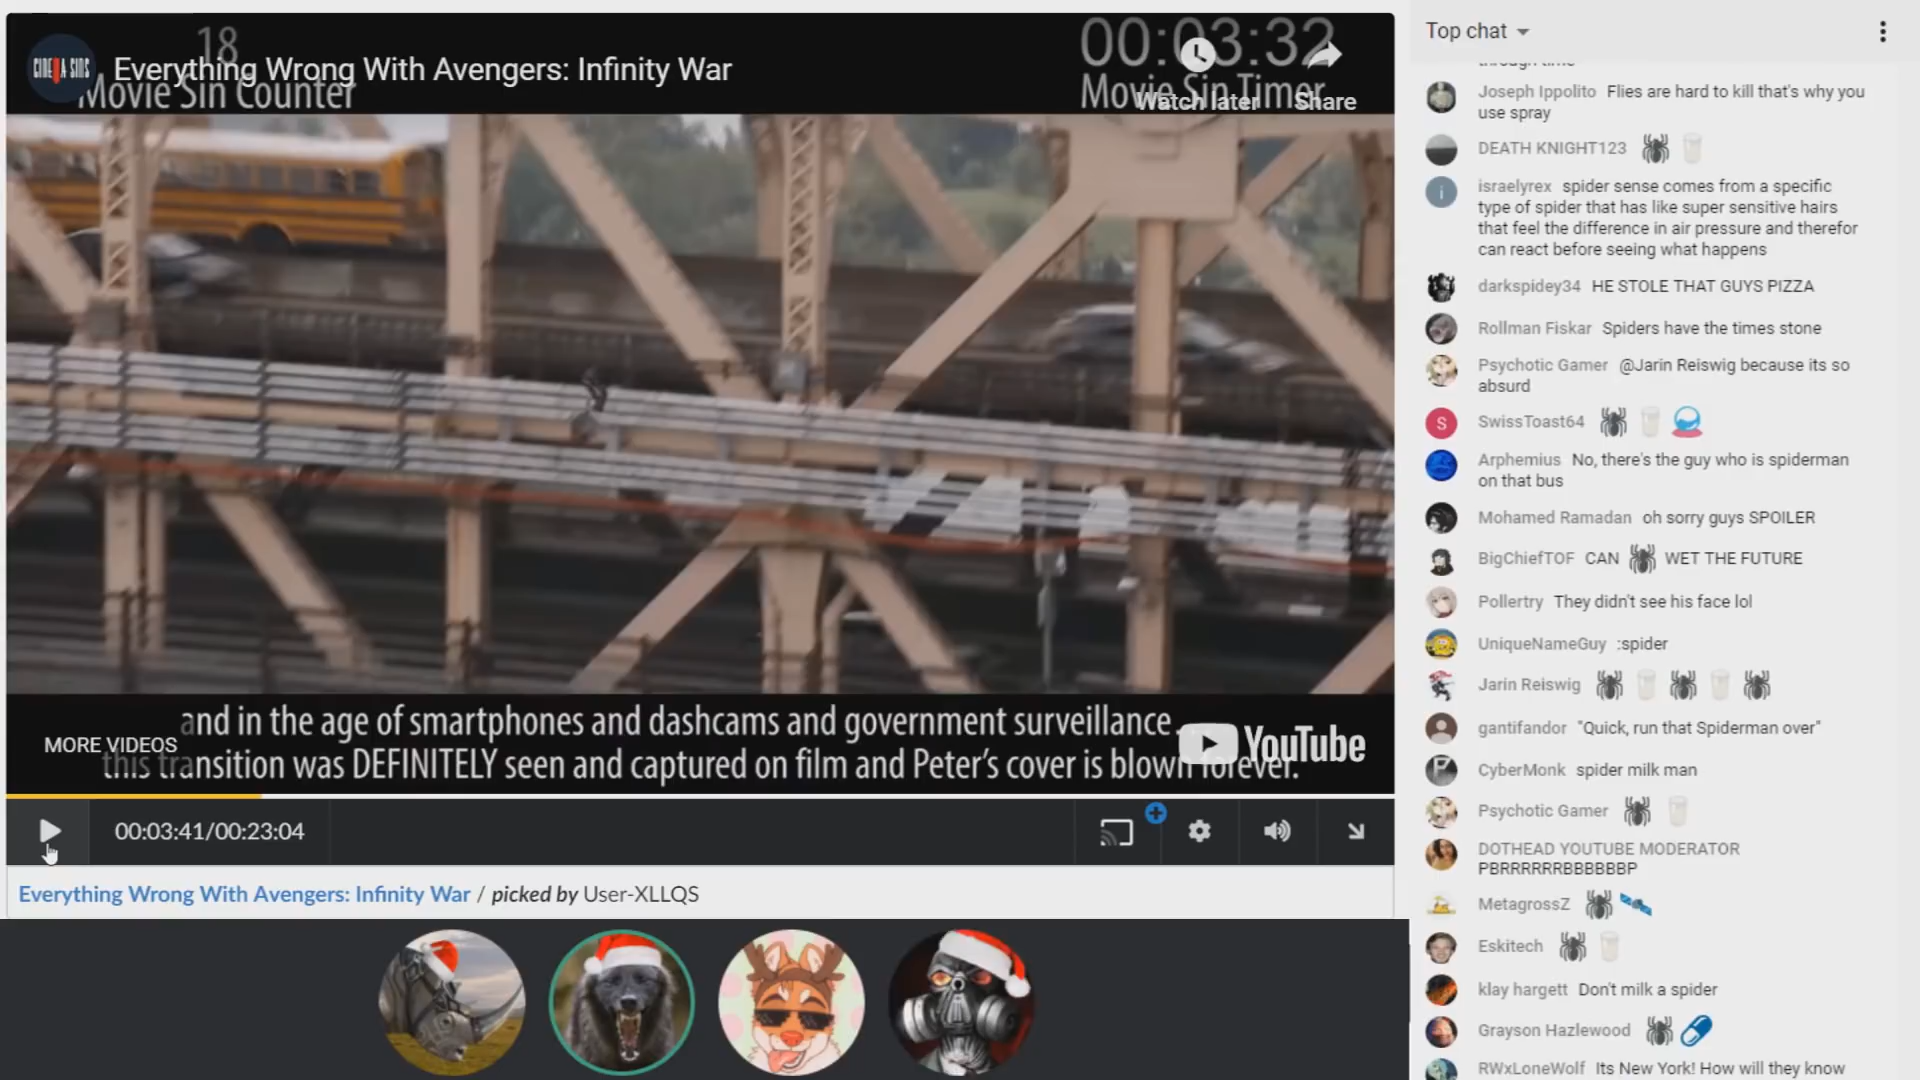 18
00:03:32
CINEMA SINS
Everything Wrong With Avengers: Infinity War
Movie Sin Counter
Movie Sin Timer
Watch later
Share
and in the age of smartphones and dashcams and government surveillance
this transition was DEFINITELY seen and captured on film and Peter's cover is blown forever.
MORE VIDEOS
YouTube
00:03:41/00:23:04
Everything Wrong With Avengers: Infinity War / picked by User-XLLQS
Top chat
through time
Joseph Ippolito Flies are hard to kill that's why you
use spray
DEATH KNIGHT123
i
israelyrex spider sense comes from a specific
type of spider that has like super sensitive hairs
that feel the difference in air pressure and therefor
can react before seeing what happens
darkspidey34 HE STOLE THAT GUYS PIZZA
Rollman Fiskar Spiders have the times stone
Psychotic Gamer @Jarin Reiswig because its so
absurd
S
SwissToast64
Arphemius No, there's the guy who is spiderman
on that bus
Mohamed Ramadan oh sorry guys SPOILER
BigChiefTOF CAN WET THE FUTURE
Pollertry They didn't see his face lol
UniqueNameGuy :spider
Jarin Reiswig
gantifandor "Quick, run that Spiderman over"
CyberMonk spider milk man
Psychotic Gamer
DOTHEAD YOUTUBE MODERATOR
PBRRRRRRBBBBBBP
MetagrossZ
Eskitech
klay hargett Don't milk a spider
Grayson Hazlewood
RWxLoneWolf Its New York! How will they know